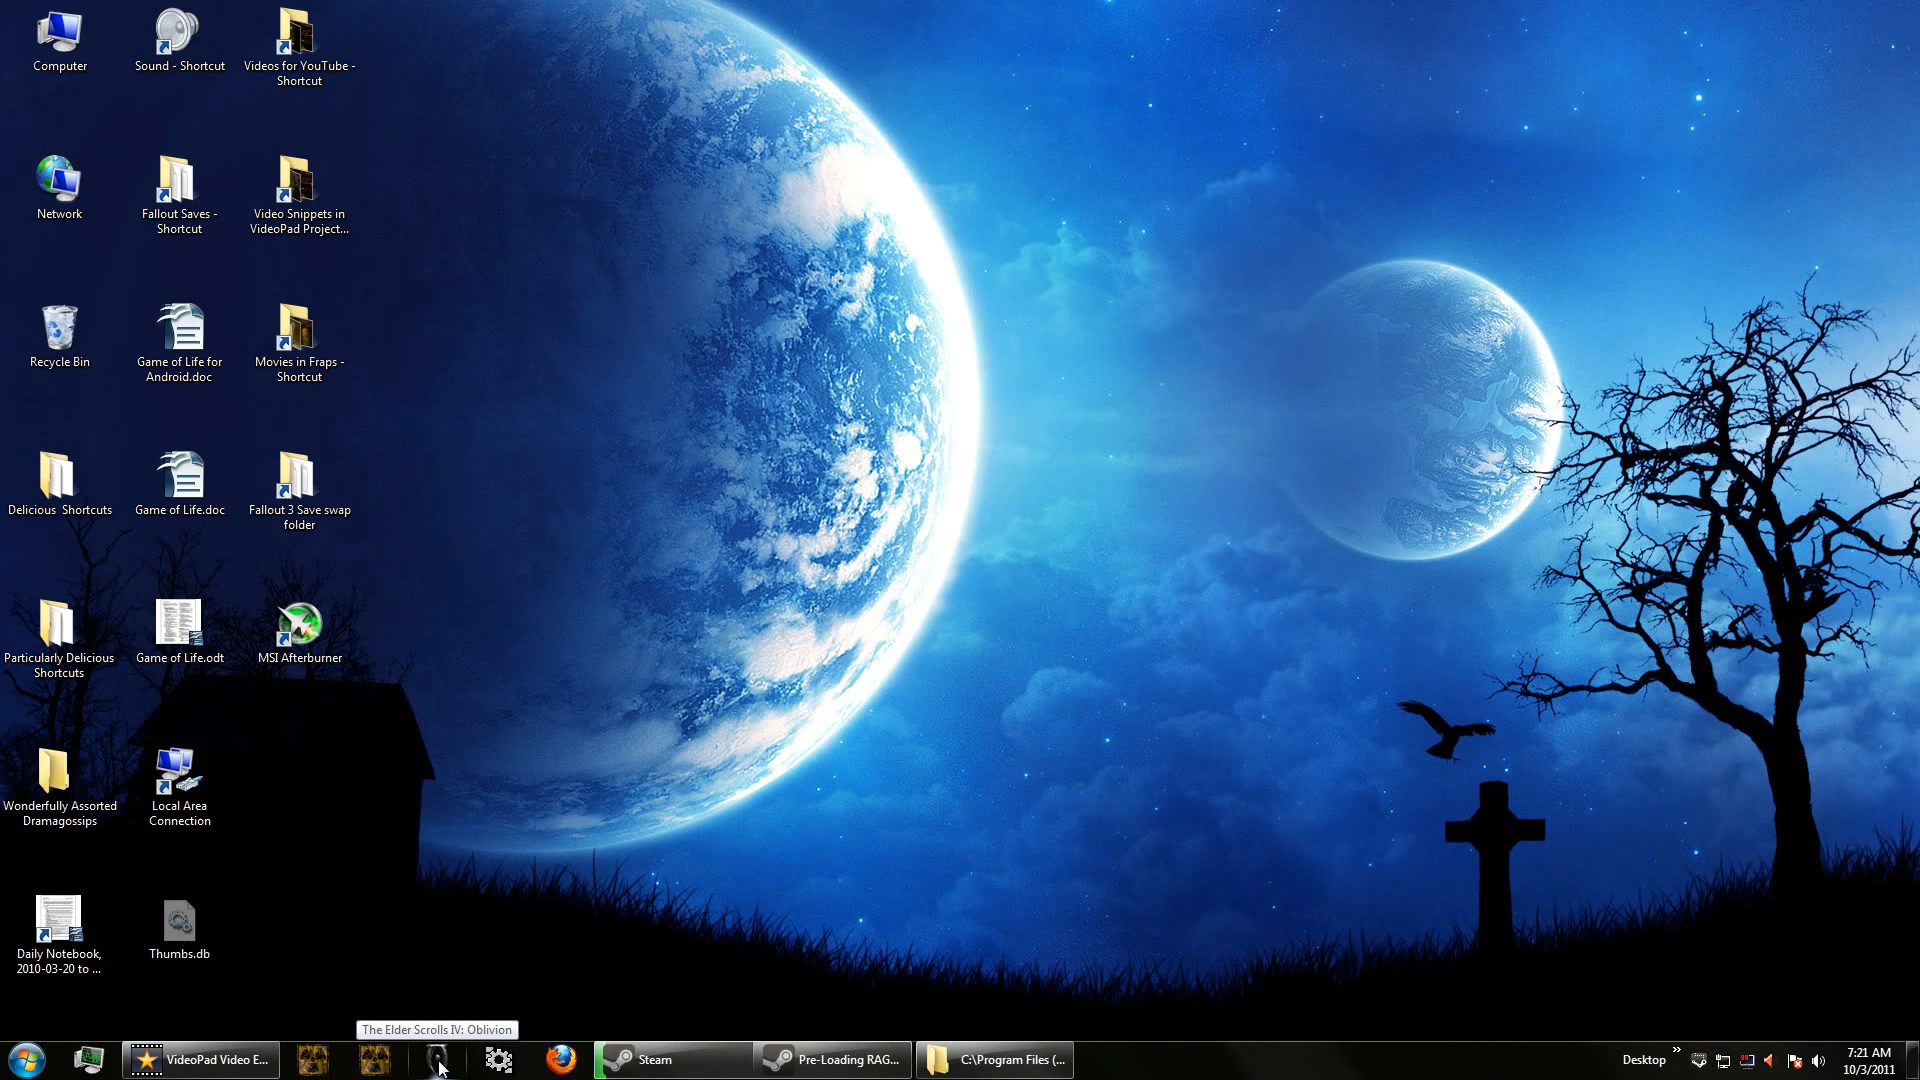 Computer
Sound - Shortcut
Videos for YouTube -
Shortcut
Network
Fallout Saves -
Shortcut
Video Snippets in
VideoPad Project...
Recycle Bin
Game of Life for
Android.doc
Movies in Fraps -
Shortcut
Delicious  Shortcuts
Game of Life.doc
Fallout 3 Save swap
folder
Particularly Delicious
Shortcuts
Game of Life.odt
MSI Afterburner
Wonderfully Assorted
Dramagossips
Local Area
Connection
Daily Notebook,
2010-03-20 to ...
Thumbs.db
The Elder Scrolls IV: Oblivion
VideoPad Video E...
Steam
Pre-Loading RAG...
C:\Program Files (...
Desktop
7:21 AM
10/3/2011